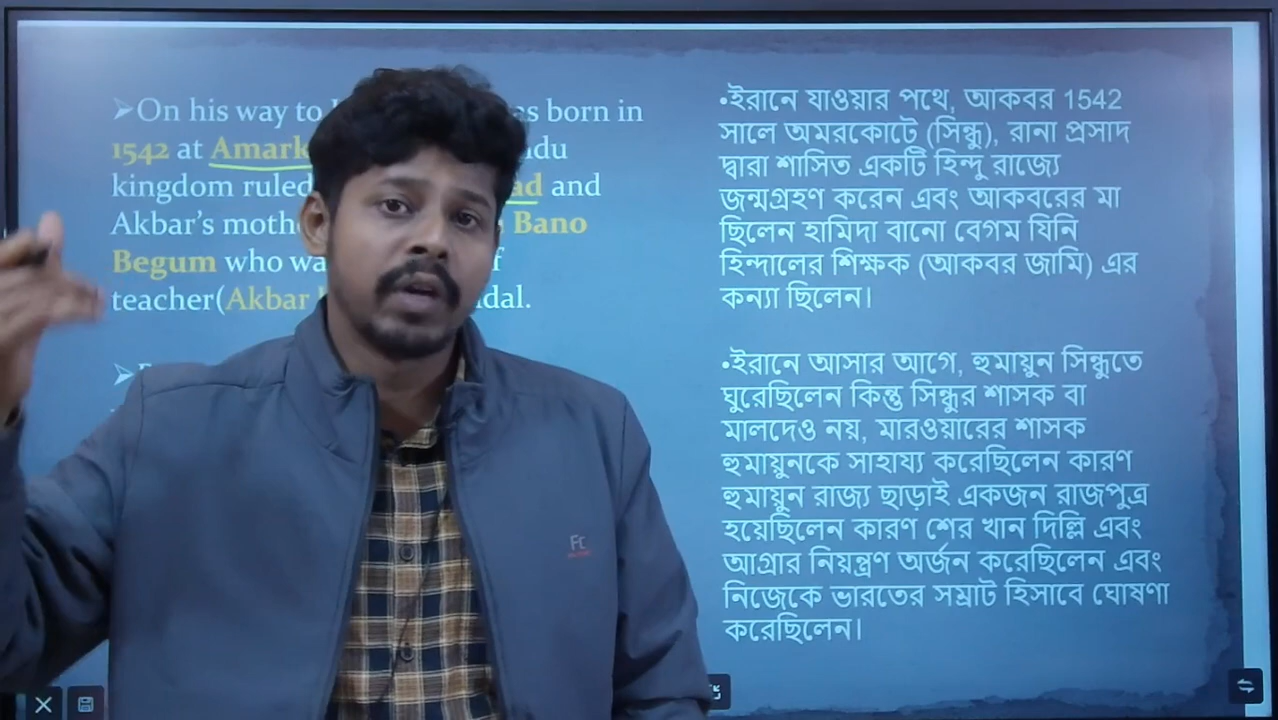 ➤On his way to
as born in
1542 at Amark
du
kingdom ruled
ad and
Akbar's moth
Bano
Begum who wa
f
teacher(Akbar
dal.
➤
•ইরানে যাওয়ার পথে, আকবর 1542
সালে অমরকোটে (সিন্ধু), রানা প্রসাদ
দ্বারা শাসিত একটি হিন্দু রাজ্যে
জন্মগ্রহণ করেন এবং আকবরের মা
ছিলেন হামিদা বানো বেগম যিনি
হিন্দালের শিক্ষক (আকবর জামি) এর
কন্যা ছিলেন।
•ইরানে আসার আগে, হুমায়ূন সিন্ধুতে
ঘুরেছিলেন কিন্তু সিন্ধুর শাসক বা
মালদেও নয়, মারওয়ারের শাসক
হুমায়ুনকে সাহায্য করেছিলেন কারণ
হুমায়ুন রাজ্য ছাড়াই একজন রাজপুত্র
হয়েছিলেন কারণ শের খান দিল্লি এবং
আগ্রার নিয়ন্ত্রণ অর্জন করেছিলেন এবং
নিজেকে ভারতের সম্রাট হিসাবে ঘোষণা
করেছিলেন।
Fc